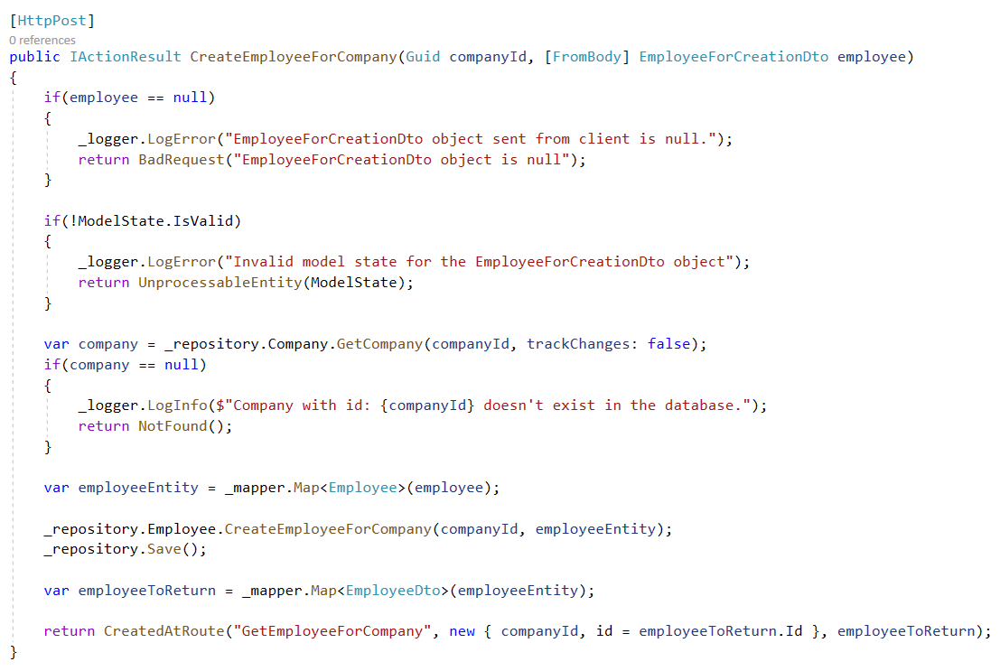 [HttpPost]
0 references
public IActionResult CreateEmployeeForCompany(Guid companyId, [FromBody] EmployeeForCreationDto employee)
{
    if(employee == null)
    {
        _logger.LogError("EmployeeForCreationDto object sent from client is null.");
        return BadRequest("EmployeeForCreationDto object is null");
    }

    if(!ModelState.IsValid)
    {
        _logger.LogError("Invalid model state for the EmployeeForCreationDto object");
        return UnprocessableEntity(ModelState);
    }

    var company = _repository.Company.GetCompany(companyId, trackChanges: false);
    if(company == null)
    {
        _logger.LogInfo($"Company with id: {companyId} doesn't exist in the database.");
        return NotFound();
    }

    var employeeEntity = _mapper.Map<Employee>(employee);

    _repository.Employee.CreateEmployeeForCompany(companyId, employeeEntity);
    _repository.Save();

    var employeeToReturn = _mapper.Map<EmployeeDto>(employeeEntity);

    return CreatedAtRoute("GetEmployeeForCompany", new { companyId, id = employeeToReturn.Id }, employeeToReturn);
}